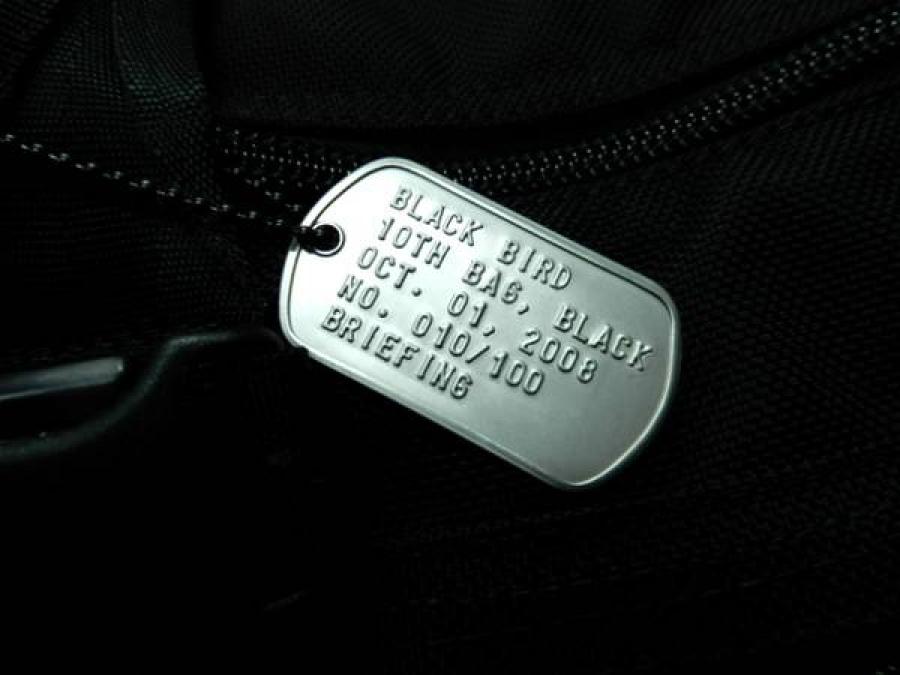 BLACK BIRD
10TH BAG, BLACK
OCT. 01, 2008
NO. 010/100
BRIEFING